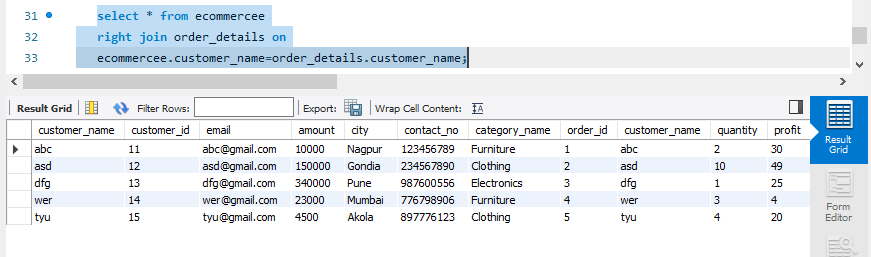 31 select * from ecommercee
32 right join order_details on
33 ecommercee.customer_name=order_details.customer_name;
Result Grid Filter Rows: Export: Wrap Cell Content: IA
customer_name customer_id email amount city contact_no category_name order_id customer_name quantity profit
abc 11 abc@gmail.com 10000 Nagpur 123456789 Furniture 1 abc 2 30
asd 12 asd@gmail.com 150000 Gondia 234567890 Clothing 2 asd 10 49
dfg 13 dfg@gmail.com 340000 Pune 987600556 Electronics 3 dfg 1 25
wer 14 wer@gmail.com 23000 Mumbai 776798906 Furniture 4 wer 3 4
tyu 15 tyu@gmail.com 4500 Akola 897776123 Clothing 5 tyu 4 20
Result
Grid
Form
Editor